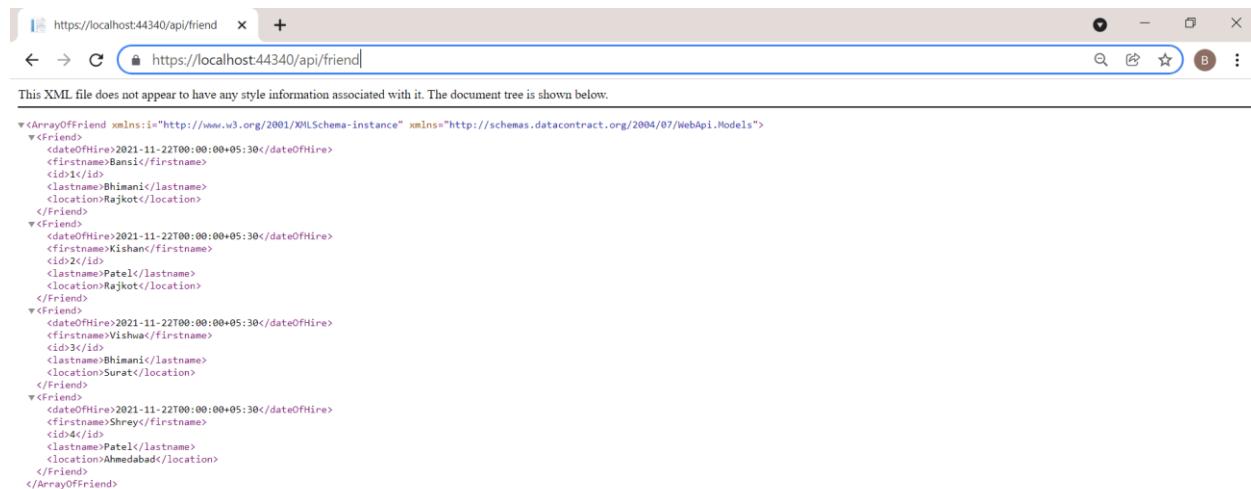 https://localhost:44340/api/friend
https://localhost:44340/api/friend
B
This XML file does not appear to have any style information associated with it. The document tree is shown below.
▼<ArrayOfFriend xmlns:i="http://www.w3.org/2001/XMLSchema-instance" xmlns="http://schemas.datacontract.org/2004/07/WebApi.Models">
▼<Friend>
<dateOfHire>2021-11-22T00:00:00+05:30</dateOfHire>
<firstname>Bansi</firstname>
<id>1</id>
<lastname>Bhimani</lastname>
<location>Rajkot</location>
</Friend>
▼<Friend>
<dateOfHire>2021-11-22T00:00:00+05:30</dateOfHire>
<firstname>Kishan</firstname>
<id>2</id>
<lastname>Patel</lastname>
<location>Rajkot</location>
</Friend>
▼<Friend>
<dateOfHire>2021-11-22T00:00:00+05:30</dateOfHire>
<firstname>Vishwa</firstname>
<id>3</id>
<lastname>Bhimani</lastname>
<location>Surat</location>
</Friend>
▼<Friend>
<dateOfHire>2021-11-22T00:00:00+05:30</dateOfHire>
<firstname>Shrey</firstname>
<id>4</id>
<lastname>Patel</lastname>
<location>Ahmedabad</location>
</Friend>
</ArrayOfFriend>